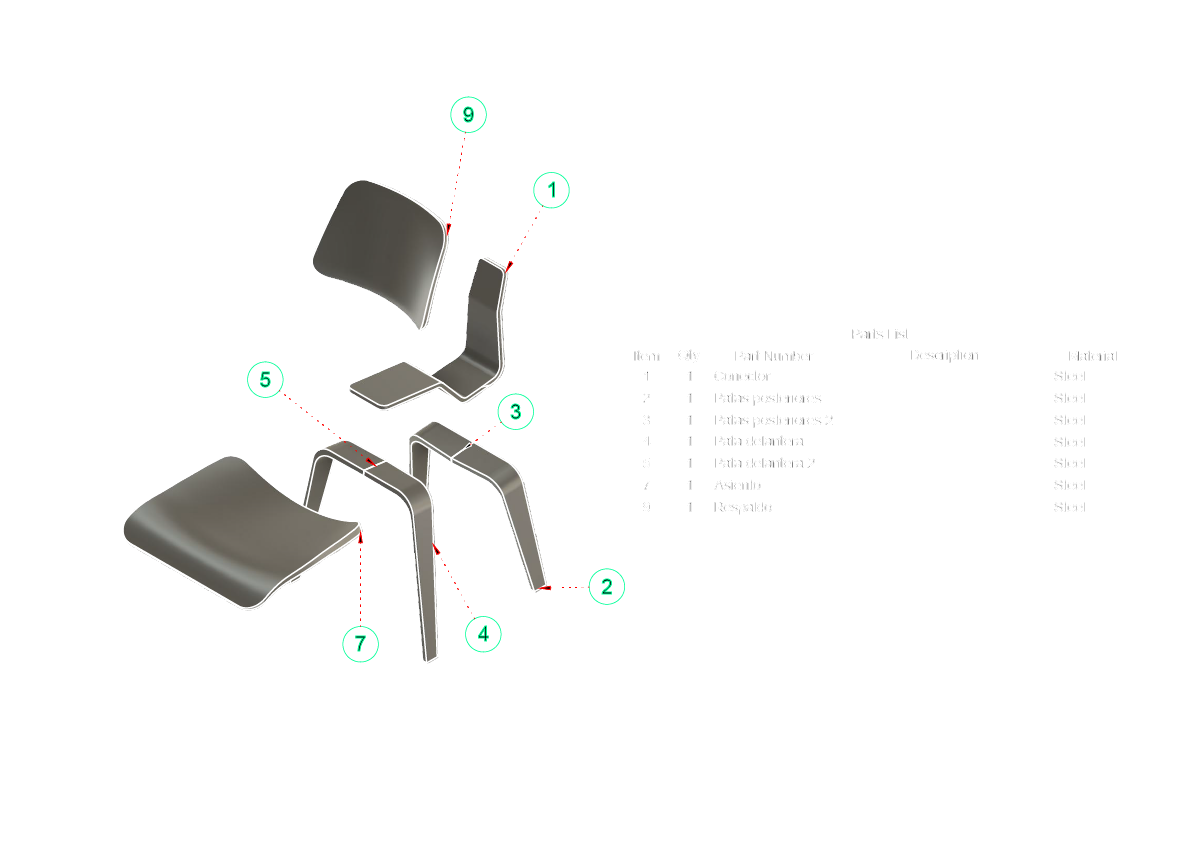 9
1
5
3
2
4
7
Parts List
Item Qty Part Number Description Material
1 1 Conector Steel
2 1 Patas posteriores Steel
3 1 Patas posteriores 2 Steel
4 1 Pata delantera Steel
5 1 Pata delantera 2 Steel
7 1 Asiento Steel
9 1 Respaldo Steel